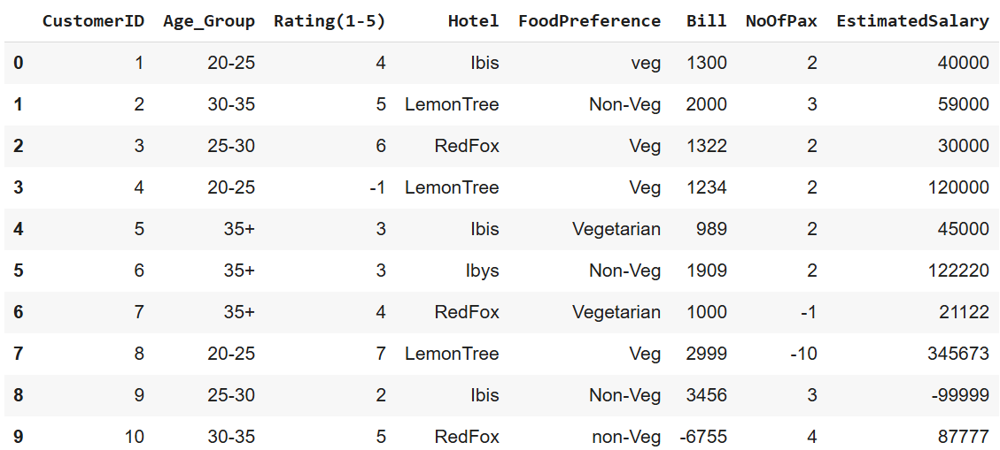 CustomerID Age_Group Rating(1-5) Hotel FoodPreference Bill NoOfPax EstimatedSalary
0 1 20-25 4 Ibis veg 1300 2 40000
1 2 30-35 5 LemonTree Non-Veg 2000 3 59000
2 3 25-30 6 RedFox Veg 1322 2 30000
3 4 20-25 -1 LemonTree Veg 1234 2 120000
4 5 35+ 3 Ibis Vegetarian 989 2 45000
5 6 35+ 3 Ibys Non-Veg 1909 2 122220
6 7 35+ 4 RedFox Vegetarian 1000 -1 21122
7 8 20-25 7 LemonTree Veg 2999 -10 345673
8 9 25-30 2 Ibis Non-Veg 3456 3 -99999
9 10 30-35 5 RedFox non-Veg -6755 4 87777